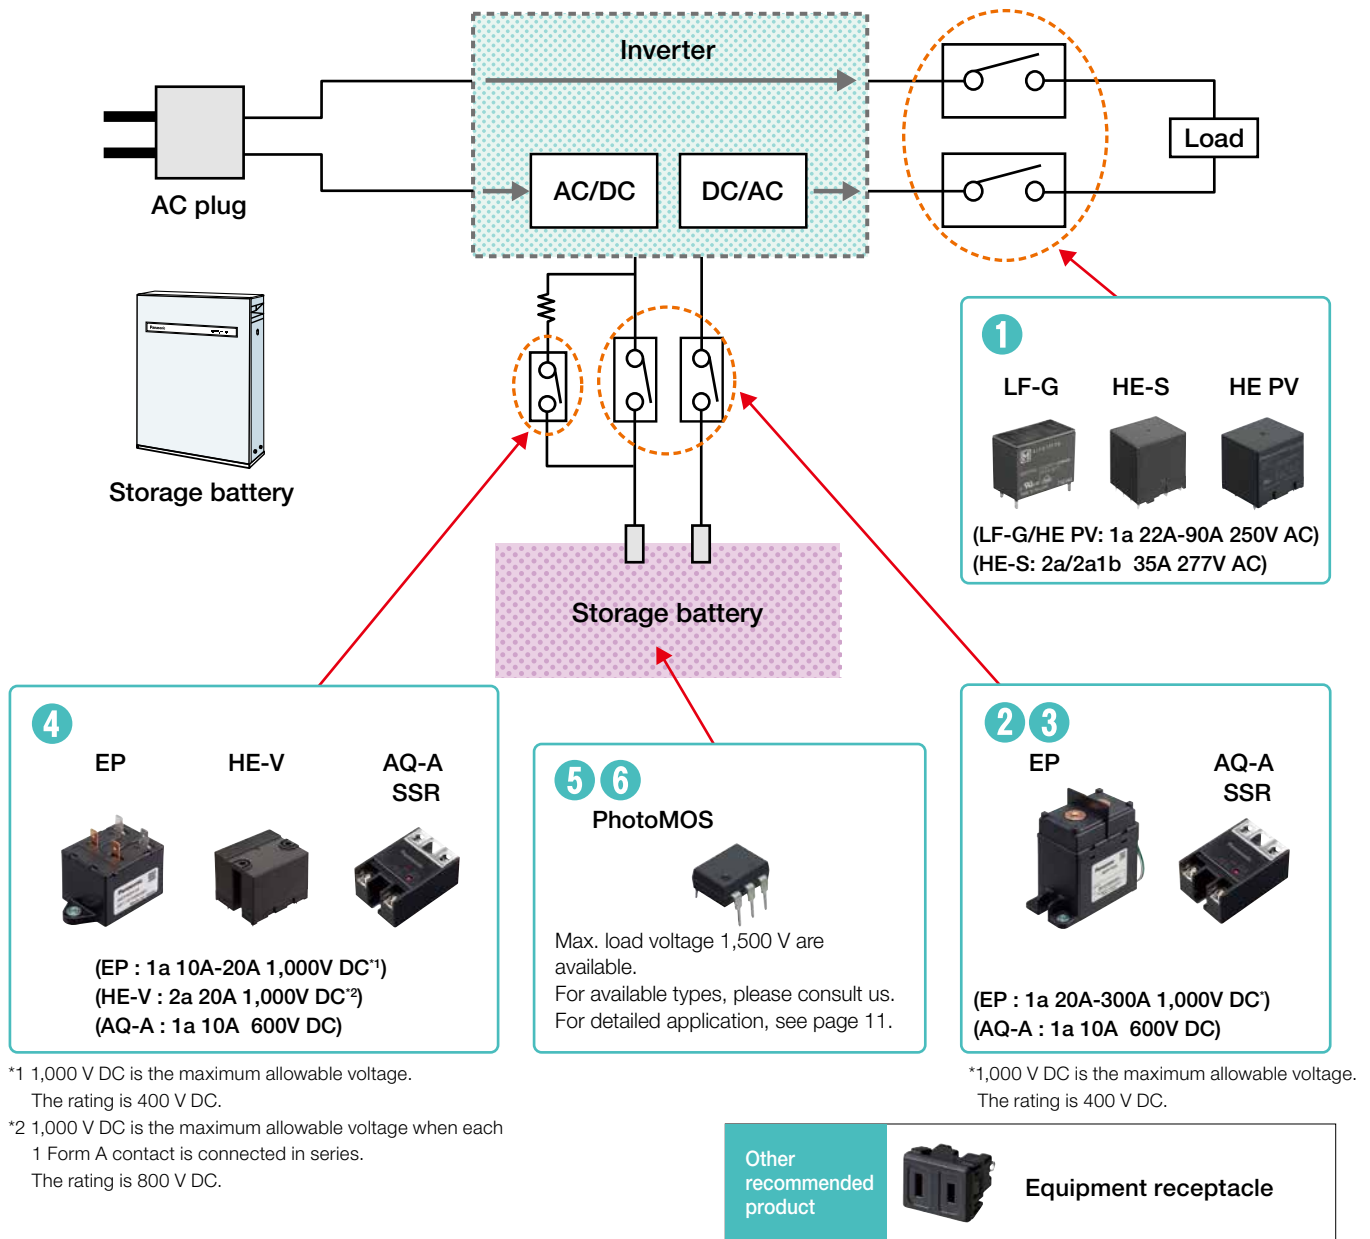 Inverter
AC plug
AC/DC
DC/AC
Load
Panasonic
Storage battery
Storage battery
1
LF-G HE-S HE PV
(LF-G/HE PV: 1a 22A-90A 250V AC)
(HE-S: 2a/2a1b 35A 277V AC)
4
EP HE-V AQ-A
SSR
(EP : 1a 10A-20A 1,000V DC*1)
(HE-V : 2a 20A 1,000V DC*2)
(AQ-A : 1a 10A 600V DC)
*1 1,000 V DC is the maximum allowable voltage.
The rating is 400 V DC.
*2 1,000 V DC is the maximum allowable voltage when each
1 Form A contact is connected in series.
The rating is 800 V DC.
5 6
PhotoMOS
Max. load voltage 1,500 V are
available.
For available types, please consult us.
For detailed application, see page 11.
2 3
EP AQ-A
SSR
(EP : 1a 20A-300A 1,000V DC*)
(AQ-A : 1a 10A 600V DC)
*1,000 V DC is the maximum allowable voltage.
The rating is 400 V DC.
Other
recommended
product
Equipment receptacle